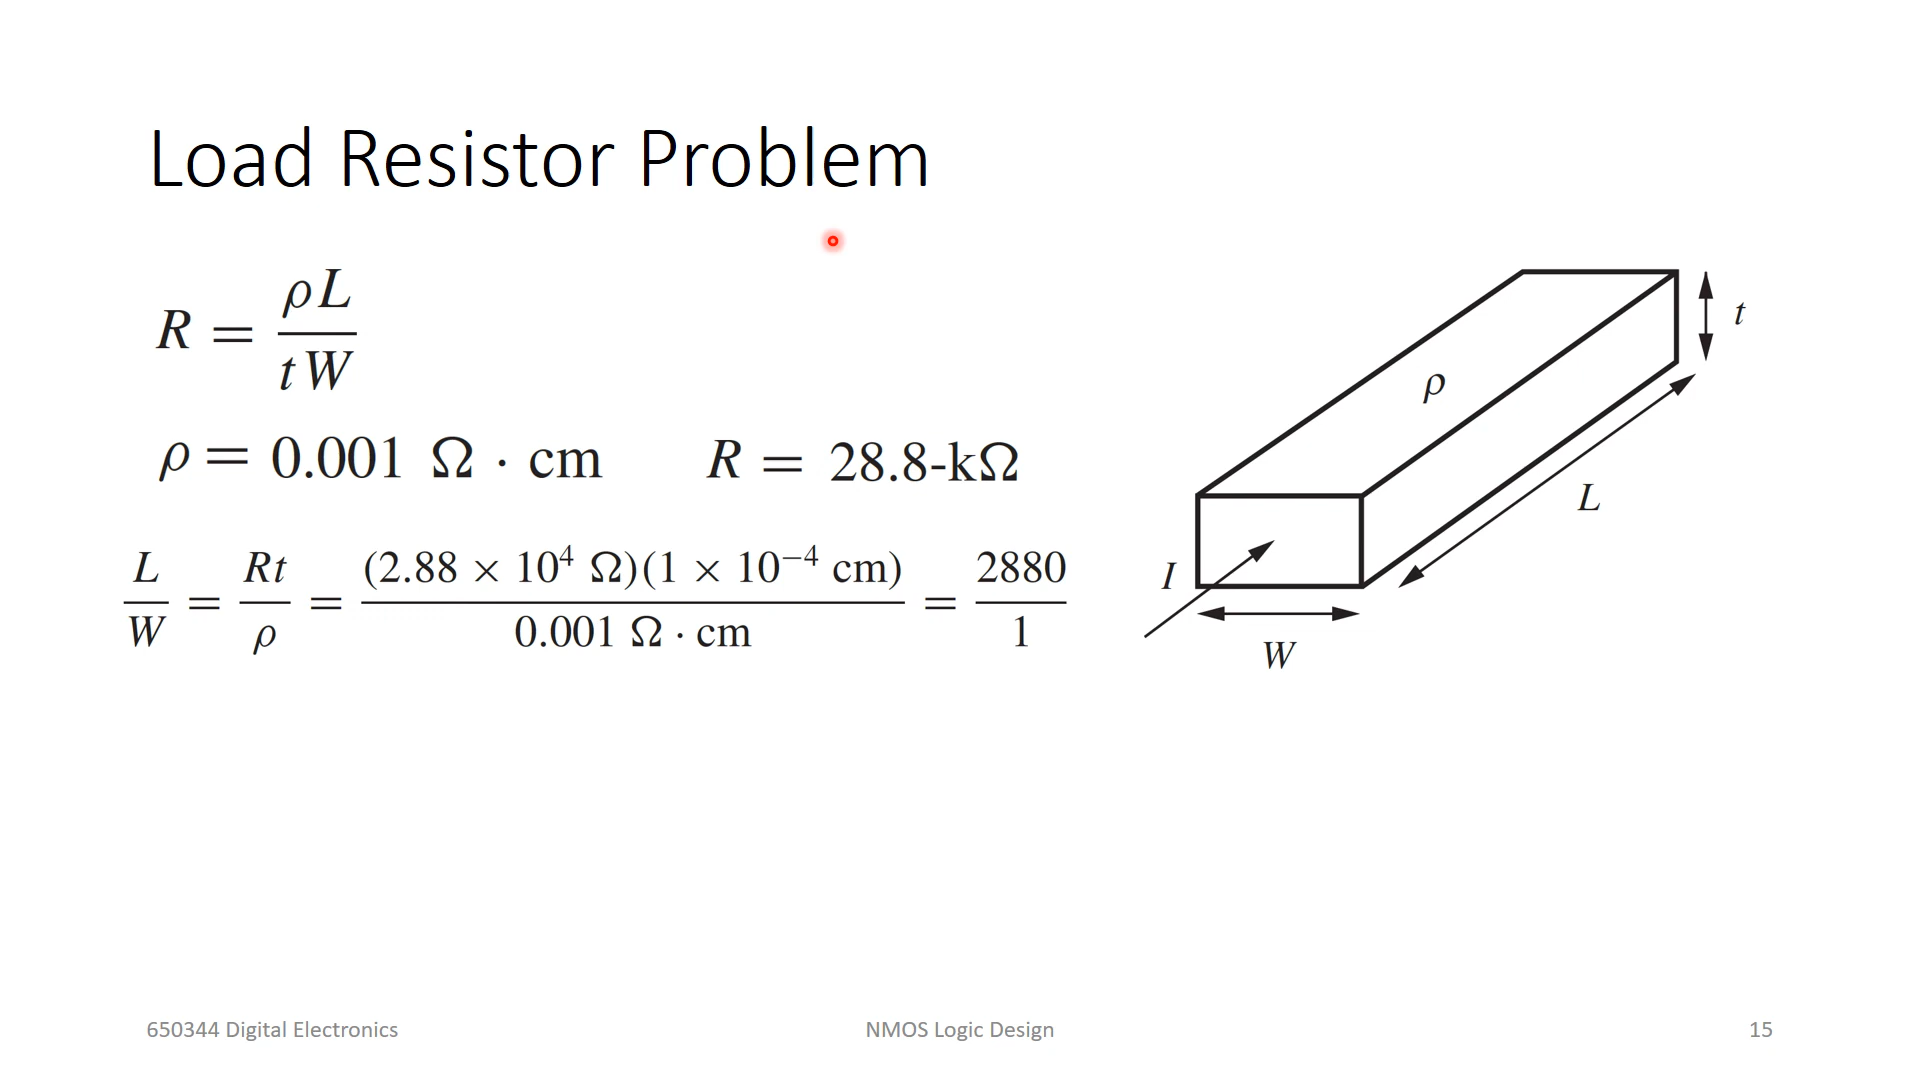 Load Resistor Problem
R = ρL / tW
ρ = 0.001 Ω · cm
R = 28.8-kΩ
L/W = Rt/ρ = (2.88 × 10⁴ Ω)(1 × 10⁻⁴ cm) / 0.001 Ω · cm = 2880/1
t
ρ
L
I
W
650344 Digital Electronics
NMOS Logic Design
15